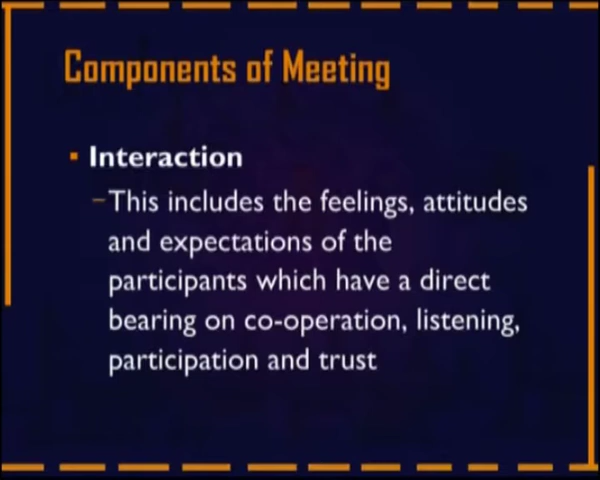 Components of Meeting
▪ Interaction
–This includes the feelings, attitudes
and expectations of the
participants which have a direct
bearing on co-operation, listening,
participation and trust